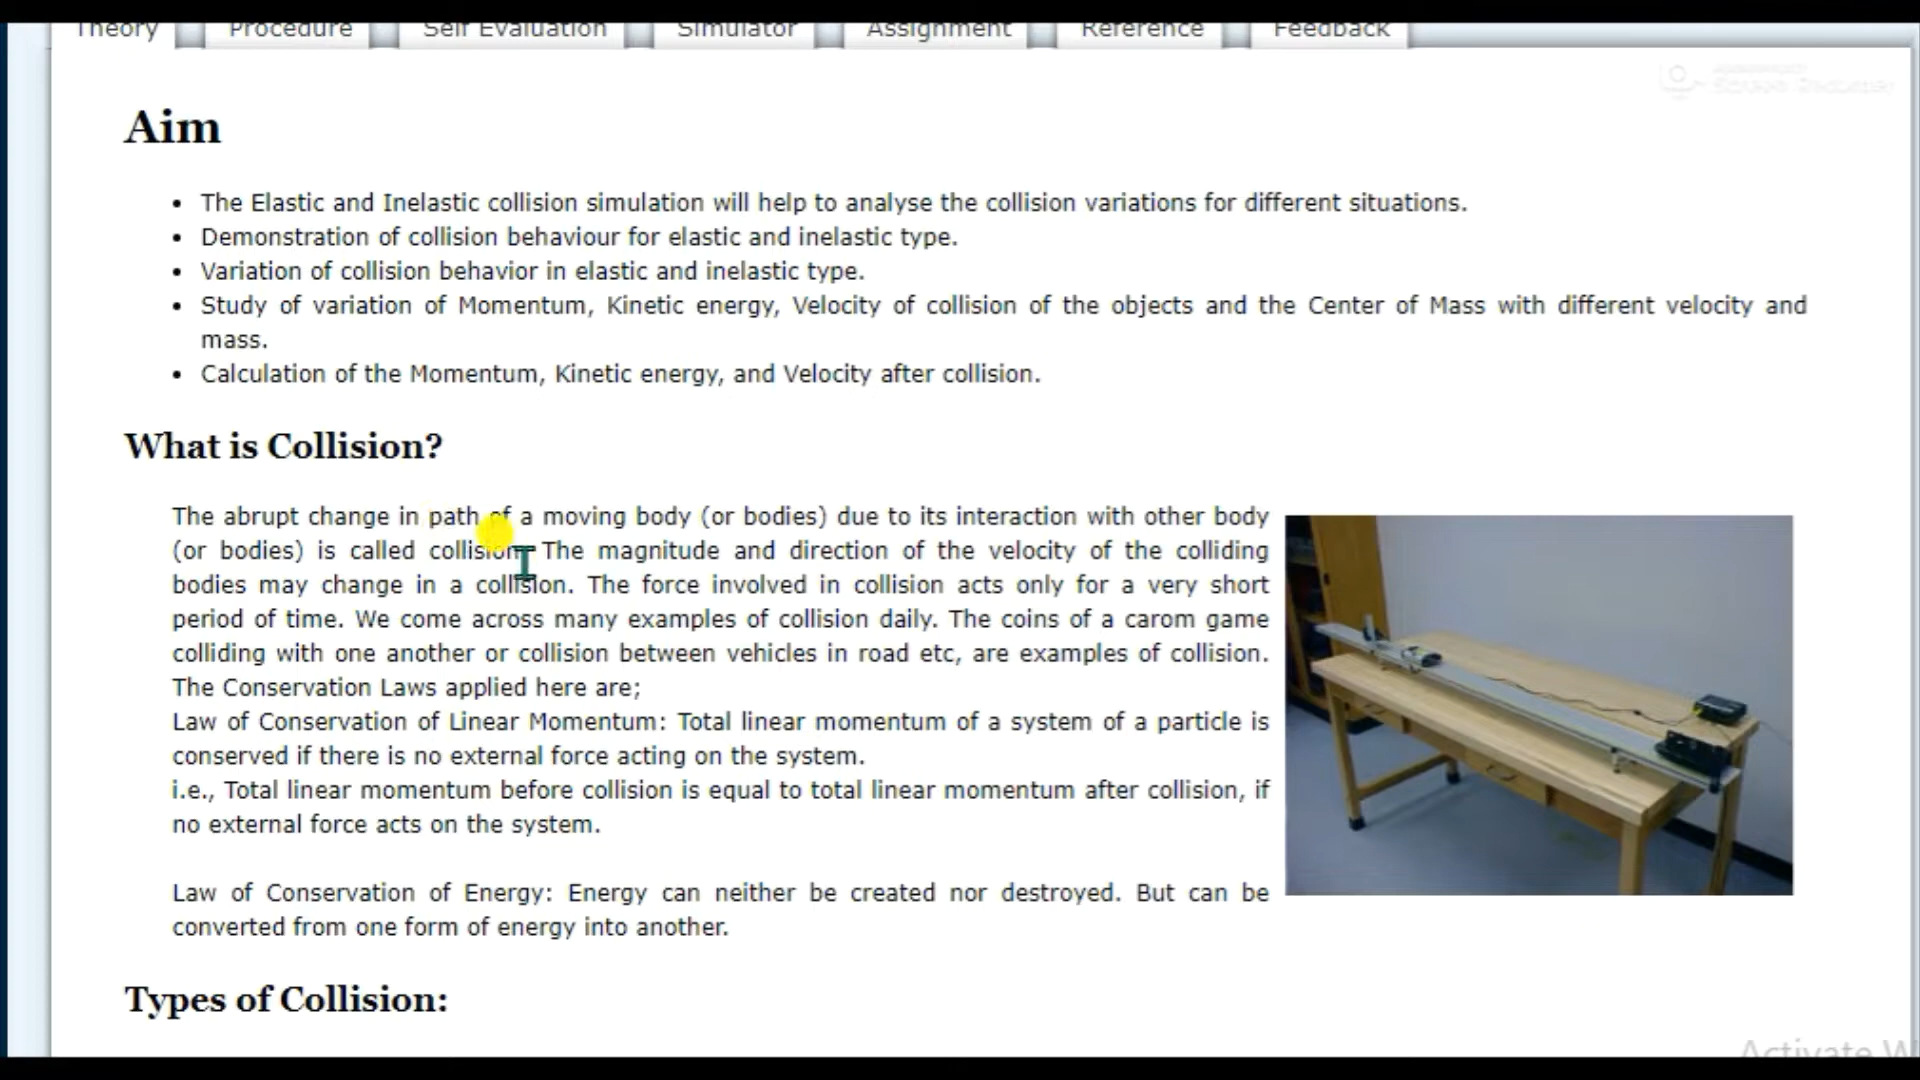 Theory Procedure Self Evaluation Simulator Assignment Reference Feedback
Screen Recorder
Aim
• The Elastic and Inelastic collision simulation will help to analyse the collision variations for different situations.
• Demonstration of collision behaviour for elastic and inelastic type.
• Variation of collision behavior in elastic and inelastic type.
• Study of variation of Momentum, Kinetic energy, Velocity of collision of the objects and the Center of Mass with different velocity and
mass.
• Calculation of the Momentum, Kinetic energy, and Velocity after collision.
What is Collision?
The abrupt change in path of a moving body (or bodies) due to its interaction with other body
(or bodies) is called collision. The magnitude and direction of the velocity of the colliding
bodies may change in a collision. The force involved in collision acts only for a very short
period of time. We come across many examples of collision daily. The coins of a carom game
colliding with one another or collision between vehicles in road etc, are examples of collision.
The Conservation Laws applied here are;
Law of Conservation of Linear Momentum: Total linear momentum of a system of a particle is
conserved if there is no external force acting on the system.
i.e., Total linear momentum before collision is equal to total linear momentum after collision, if
no external force acts on the system.
Law of Conservation of Energy: Energy can neither be created nor destroyed. But can be
converted from one form of energy into another.
Types of Collision:
Activate W